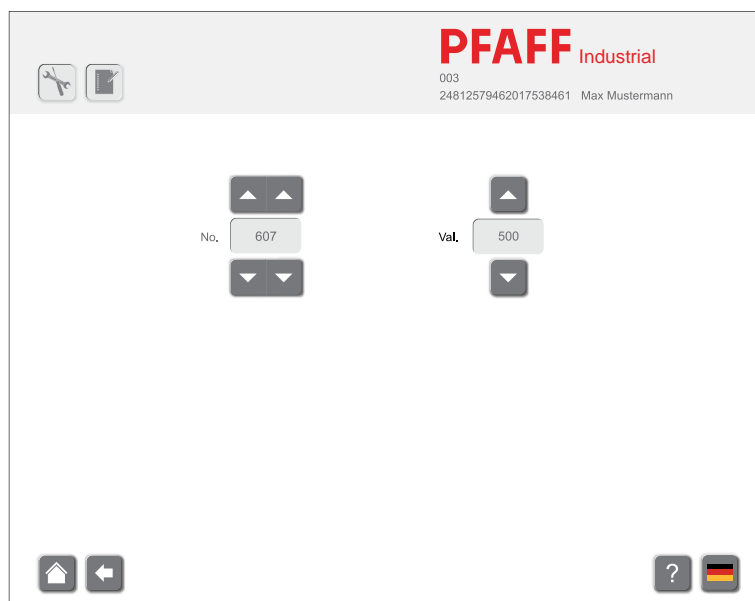 PFAFF Industrial
003
24812579462017538461 Max Mustermann
No. 607 Val. 500
?